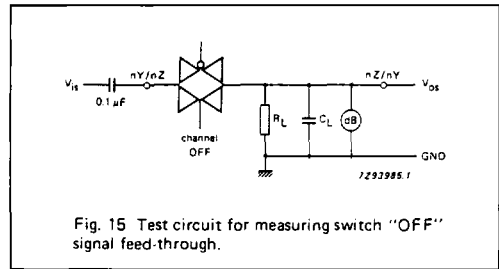 V_is
nY/nZ
nZ/nY
V_os
0.1 µF
R_L
C_L
dB
channel
OFF
GND
7293985.1
Fig. 15 Test circuit for measuring switch "OFF"
signal feed-through.